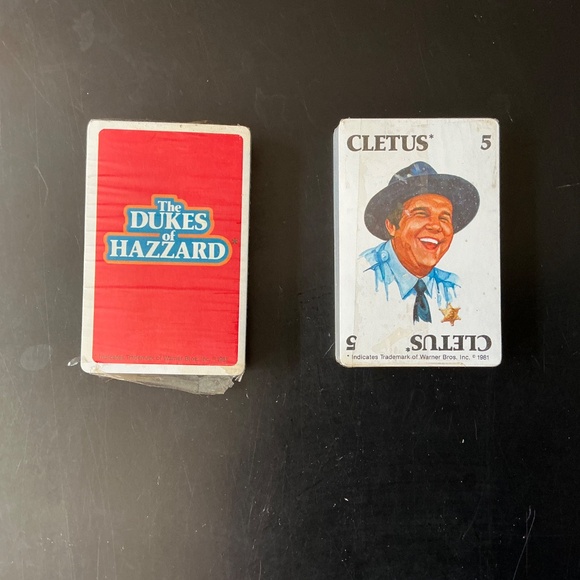 The
DUKES
of
HAZZARD
CLETUS* 5
5 CLETUS*
* Indicates Trademark of Warner Bros. Inc. © 1981